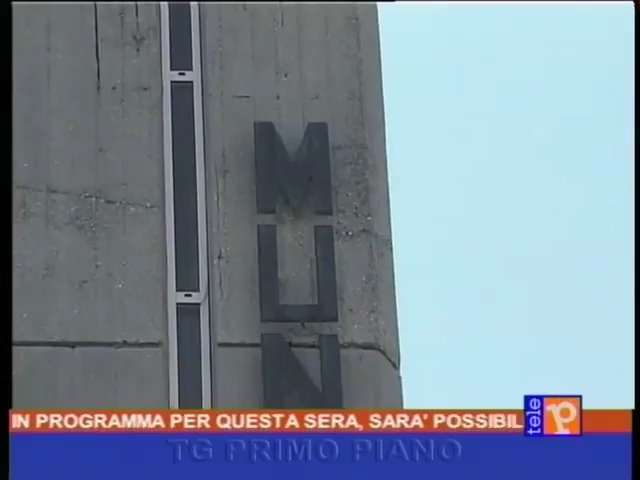 M
U
N
IN PROGRAMMA PER QUESTA SERA, SARA' POSSIBIL
tele P
TG PRIMO PIANO